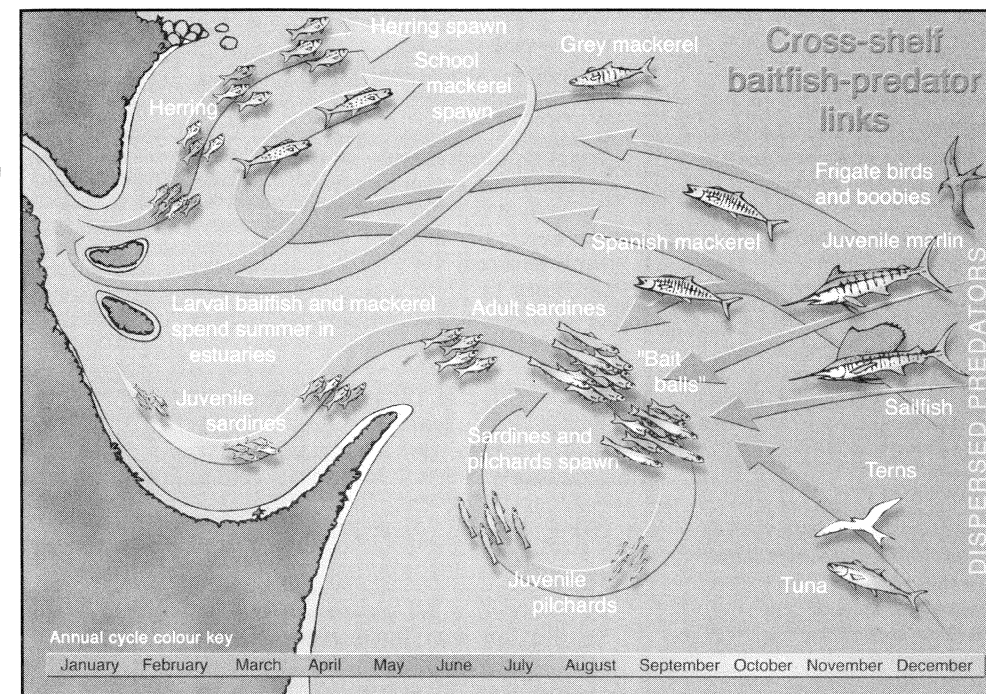 Cross-shelf
baitfish-predator
links
Herring spawn
School
mackerel
spawn
Grey mackerel
Herring
Frigate birds
and boobies
Spanish mackerel
Juvenile marlin
Larval baitfish and mackerel
spend summer in
estuaries
Adult sardines
"Bait
balls"
Juvenile
sardines
Sailfish
Sardines and
pilchards spawn
Terns
Juvenile
pilchards
Tuna
DISPERSED PREDATORS
Annual cycle colour key
January February March April May June July August September October November December